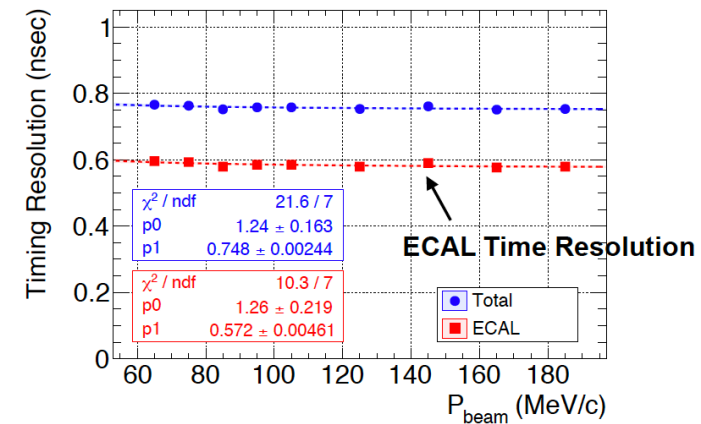 Timing Resolution (nsec)
1
0.8
0.6
0.4
0.2
0
χ² / ndf 21.6 / 7
p0 1.24 ± 0.163
p1 0.748 ± 0.00244
χ² / ndf 10.3 / 7
p0 1.26 ± 0.219
p1 0.572 ± 0.00461
ECAL Time Resolution
Total
ECAL
60 80 100 120 140 160 180
P_beam (MeV/c)